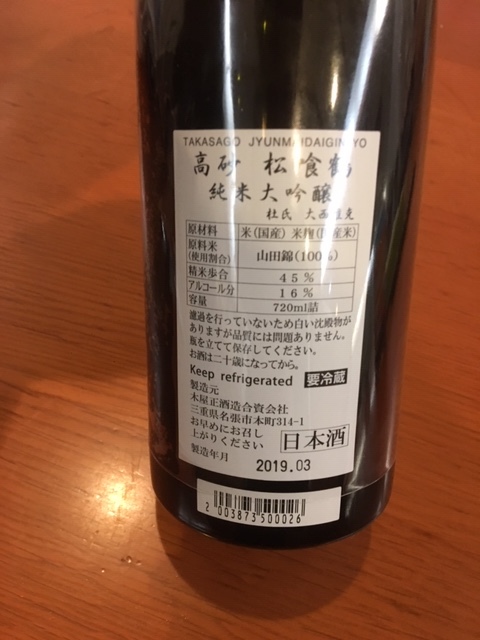 TAKASAGO JYUNMAIDAIGINJYO
高砂 松喰鶴
純米大吟醸
杜氏 大西唯克
原材料 米(国産) 米麹(国産米)
原料米 (使用割合) 山田錦(100%)
精米歩合 45%
アルコール分 16%
容量 720ml詰
濾過を行っていないため白い沈殿物が
ありますが品質には問題ありません。
瓶を立てて保存してください。
お酒は二十歳になってから。
Keep refrigerated 要冷蔵
製造元
木屋正酒造合資会社
三重県名張市本町314-1
お早めにお召し
上がりください
日本酒
製造年月 2019.03
2 003873 500026